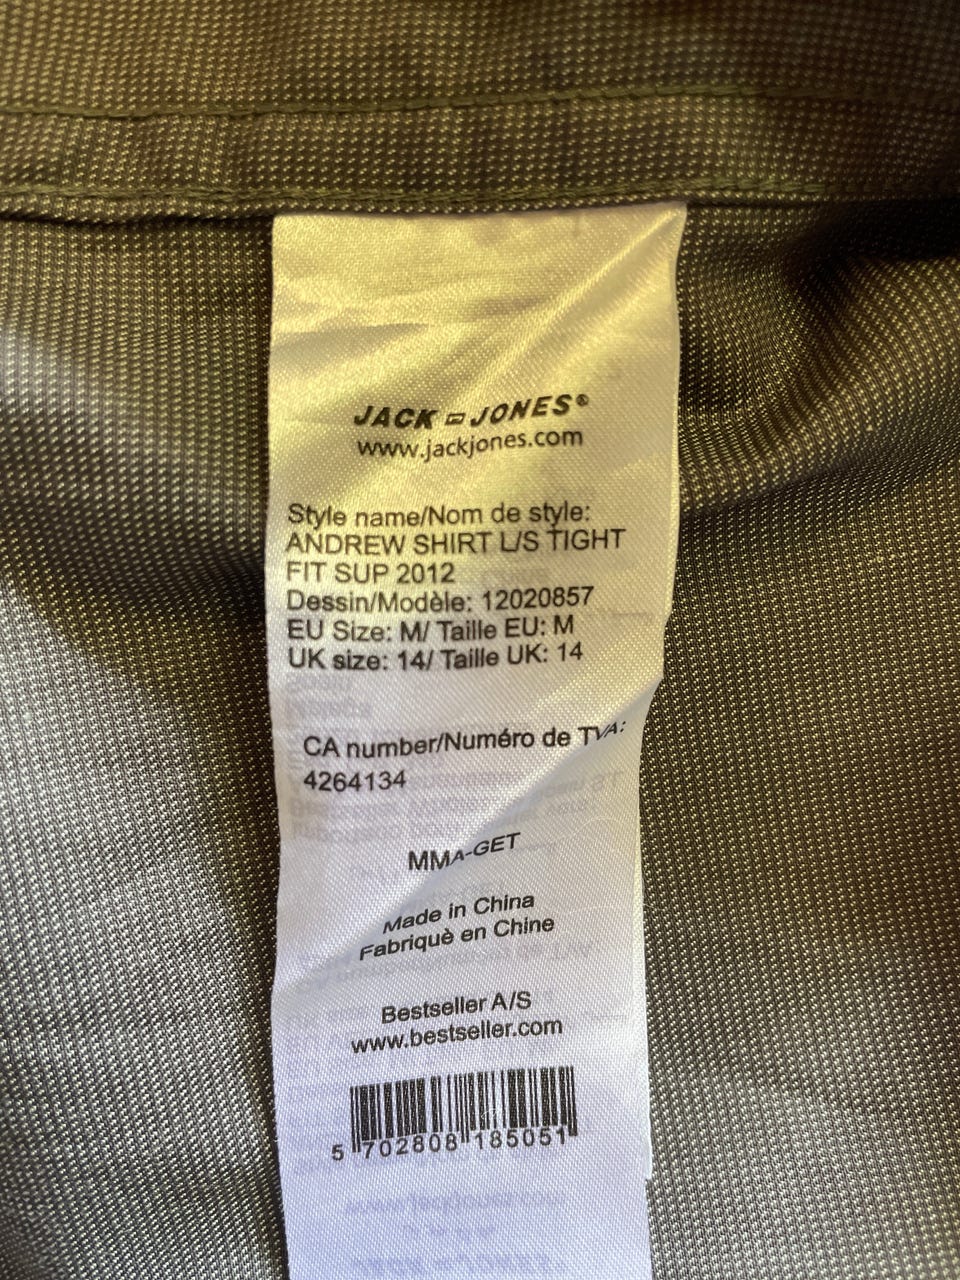 JACK JONES®
www.jackjones.com
Style name/Nom de style:
ANDREW SHIRT L/S TIGHT
FIT SUP 2012
Dessin/Modèle: 12020857
EU Size: M/ Taille EU: M
UK size: 14/ Taille UK: 14
CA number/Numéro de TVA:
4264134
MMA-GET
Made in China
Fabriquè en Chine
Bestseller A/S
www.bestseller.com
5 702808 185051